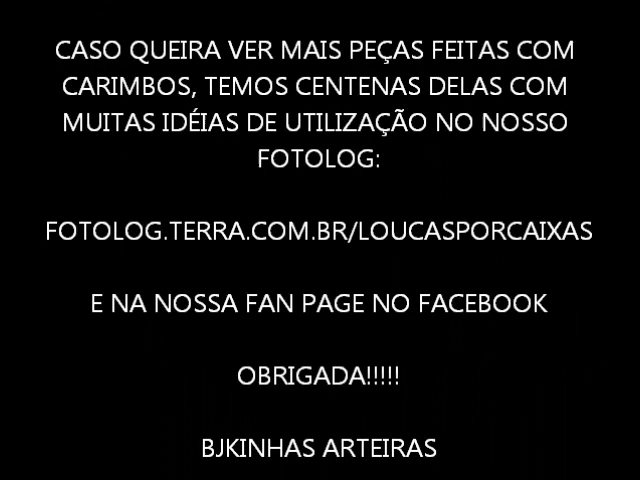 CASO QUEIRA VER MAIS PEÇAS FEITAS COM
CARIMBOS, TEMOS CENTENAS DELAS COM
MUITAS IDÉIAS DE UTILIZAÇÃO NO NOSSO
FOTOLOG:
FOTOLOG.TERRA.COM.BR/LOUCASPORCAIXAS
E NA NOSSA FAN PAGE NO FACEBOOK
OBRIGADA!!!!!
BJKINHAS ARTEIRAS